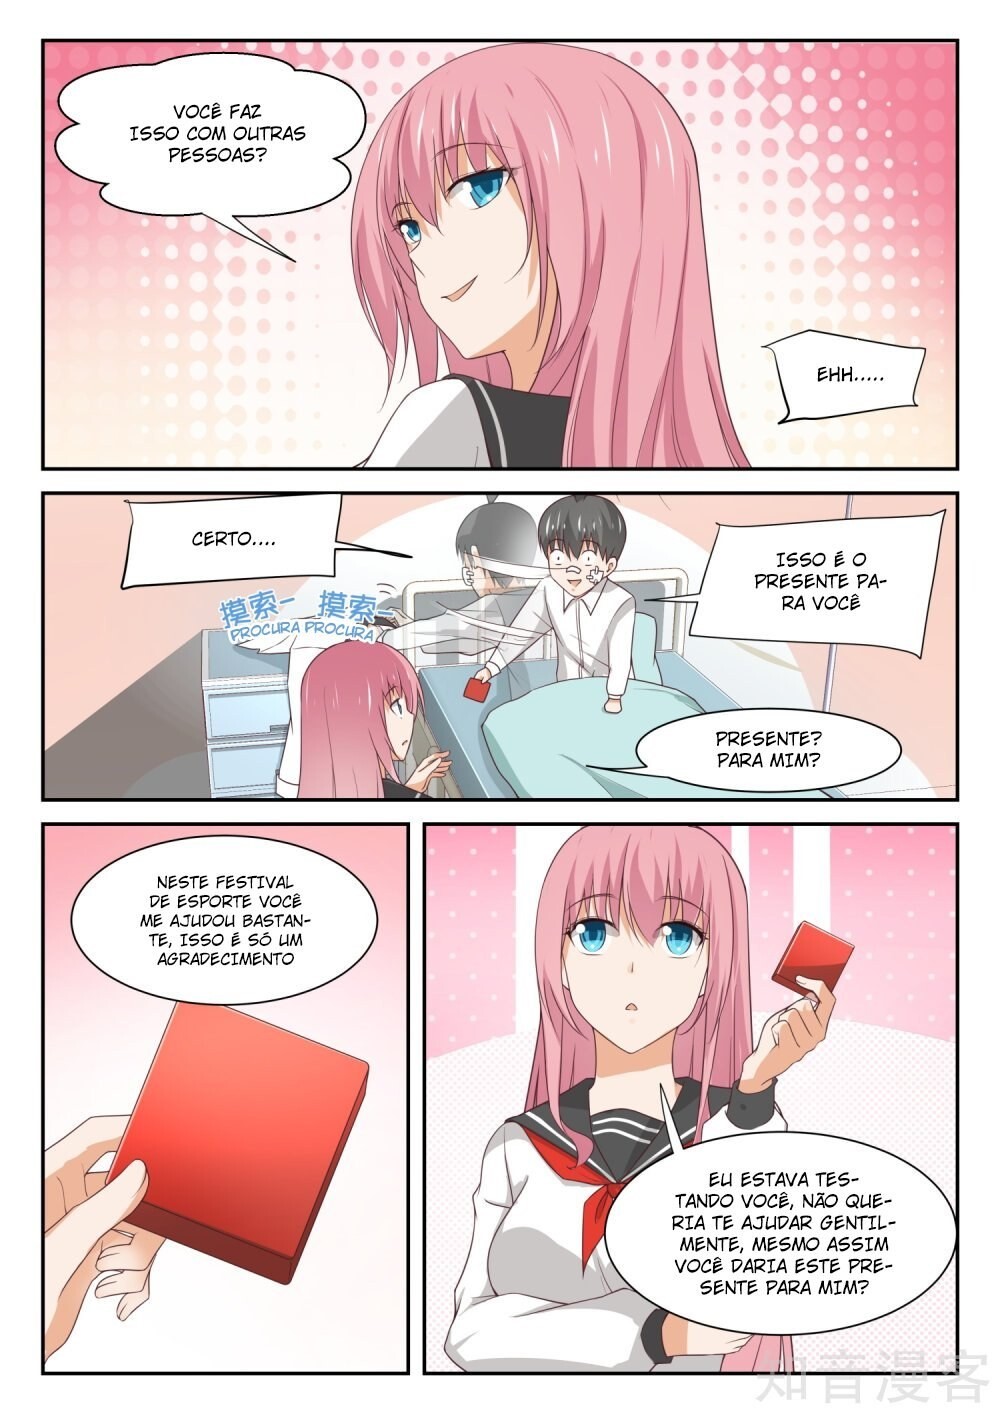 VOCÊ FAZ
ISSO COM OUTRAS
PESSOAS?
EHH.....
CERTO....
ISSO É O
PRESENTE PA-
RA VOCÊ
摸索- 摸索-
PROCURA PROCURA
PRESENTE?
PARA MIM?
NESTE FESTIVAL
DE ESPORTE VOCÊ
ME AJUDOU BASTAN-
TE, ISSO É SÓ UM
AGRADECIMENTO
EU ESTAVA TES-
TANDO VOCÊ, NÃO QUE-
RIA TE AJUDAR GENTIL-
MENTE, MESMO ASSIM
VOCÊ DARIA ESTE PRE-
SENTE PARA MIM?
知音漫客